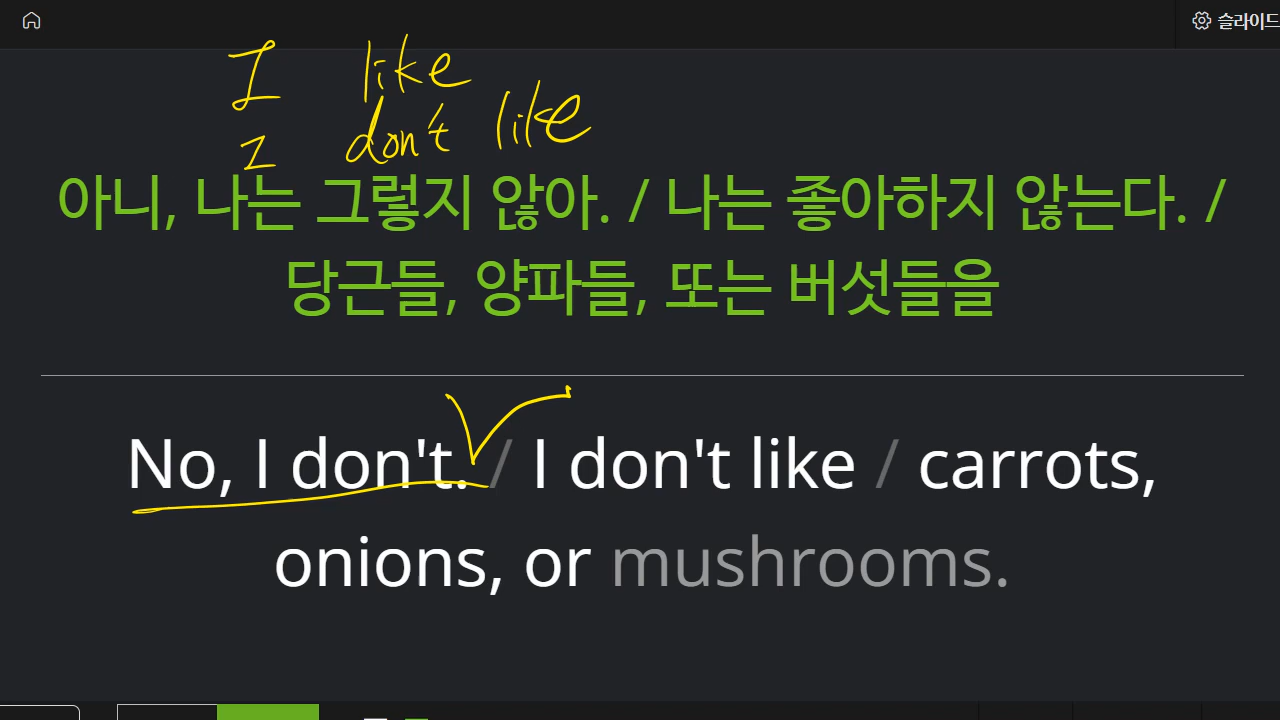 슬라이드
I like
I don't like
아니, 나는 그렇지 않아. / 나는 좋아하지 않는다. /
당근들, 양파들, 또는 버섯들을
No, I don't. / I don't like / carrots,
onions, or mushrooms.